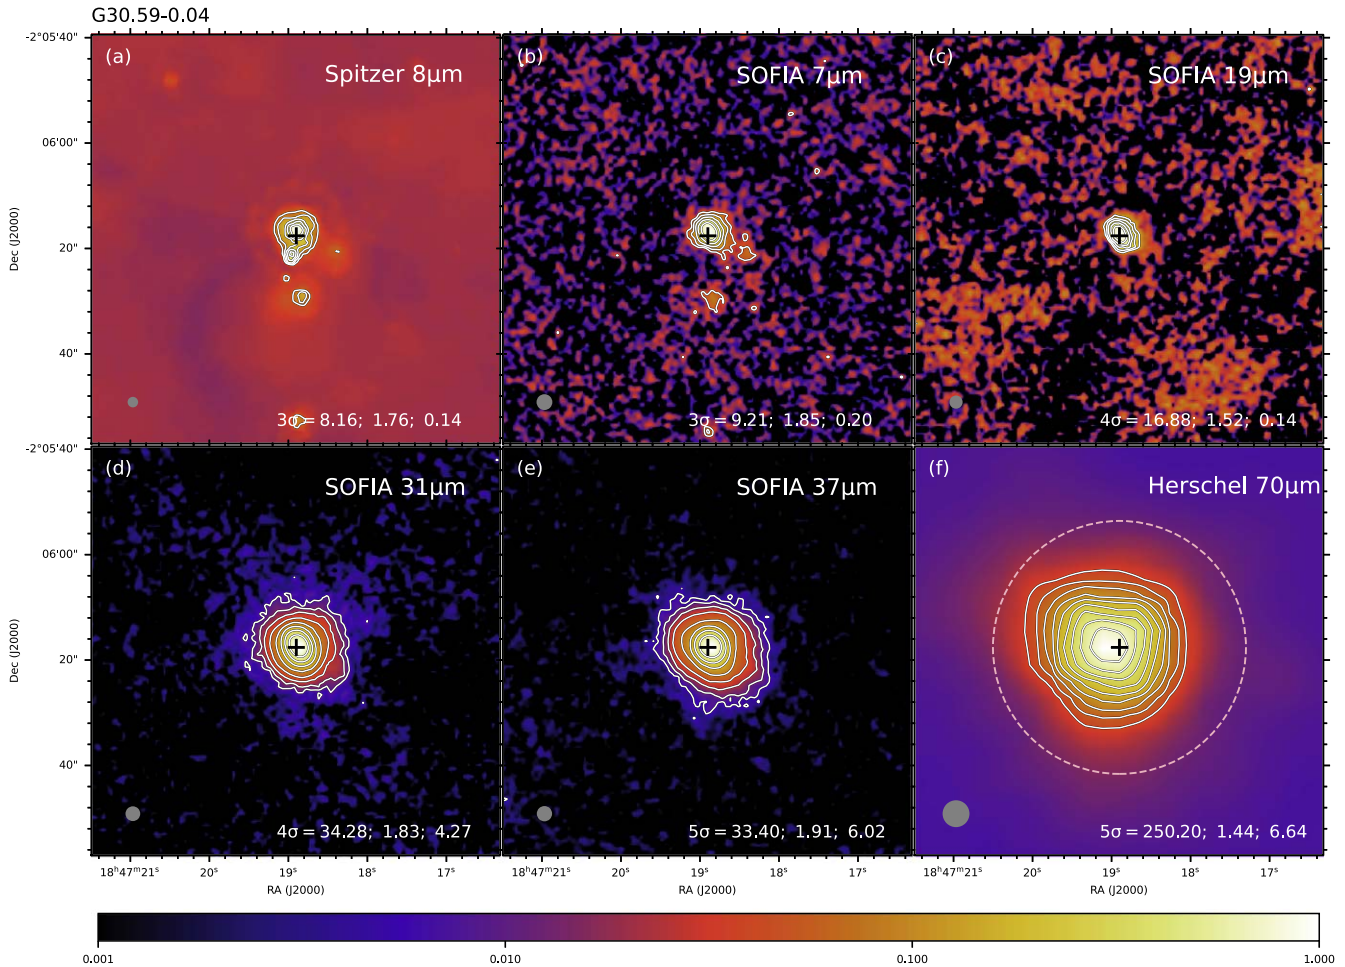 G30.59-0.04
(a)
Spitzer 8μm
(b)
SOFIA 7μm
(c)
SOFIA 19μm
-2°05'40"
06'00"
20"
40"
Dec (J2000)
3σ = 8.16; 1.76; 0.14
3σ = 9.21; 1.85; 0.20
4σ = 16.88; 1.52; 0.14
(d)
SOFIA 31μm
(e)
SOFIA 37μm
(f)
Herschel 70μm
-2°05'40"
06'00"
20"
40"
Dec (J2000)
4σ = 34.28; 1.83; 4.27
5σ = 33.40; 1.91; 6.02
5σ = 250.20; 1.44; 6.64
18ʰ47ᵐ21ˢ 20ˢ 19ˢ 18ˢ 17ˢ
18ʰ47ᵐ21ˢ 20ˢ 19ˢ 18ˢ 17ˢ
18ʰ47ᵐ21ˢ 20ˢ 19ˢ 18ˢ 17ˢ
RA (J2000)
RA (J2000)
RA (J2000)
0.001 0.010 0.100 1.000